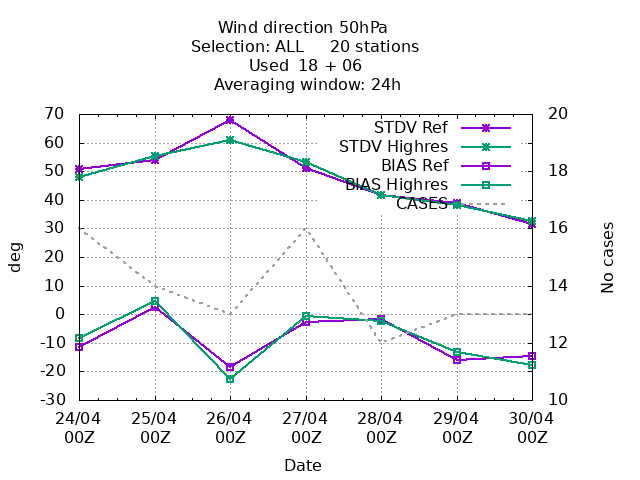 Wind direction 50hPa
Selection: ALL 20 stations
Used 18 + 06
Averaging window: 24h
70
60
50
40
30
20
10
0
-10
-20
-30
deg
20
18
16
14
12
10
No cases
STDV Ref
STDV Highres
BIAS Ref
BIAS Highres
CASES
24/04 25/04 26/04 27/04 28/04 29/04 30/04
00Z 00Z 00Z 00Z 00Z 00Z 00Z
Date